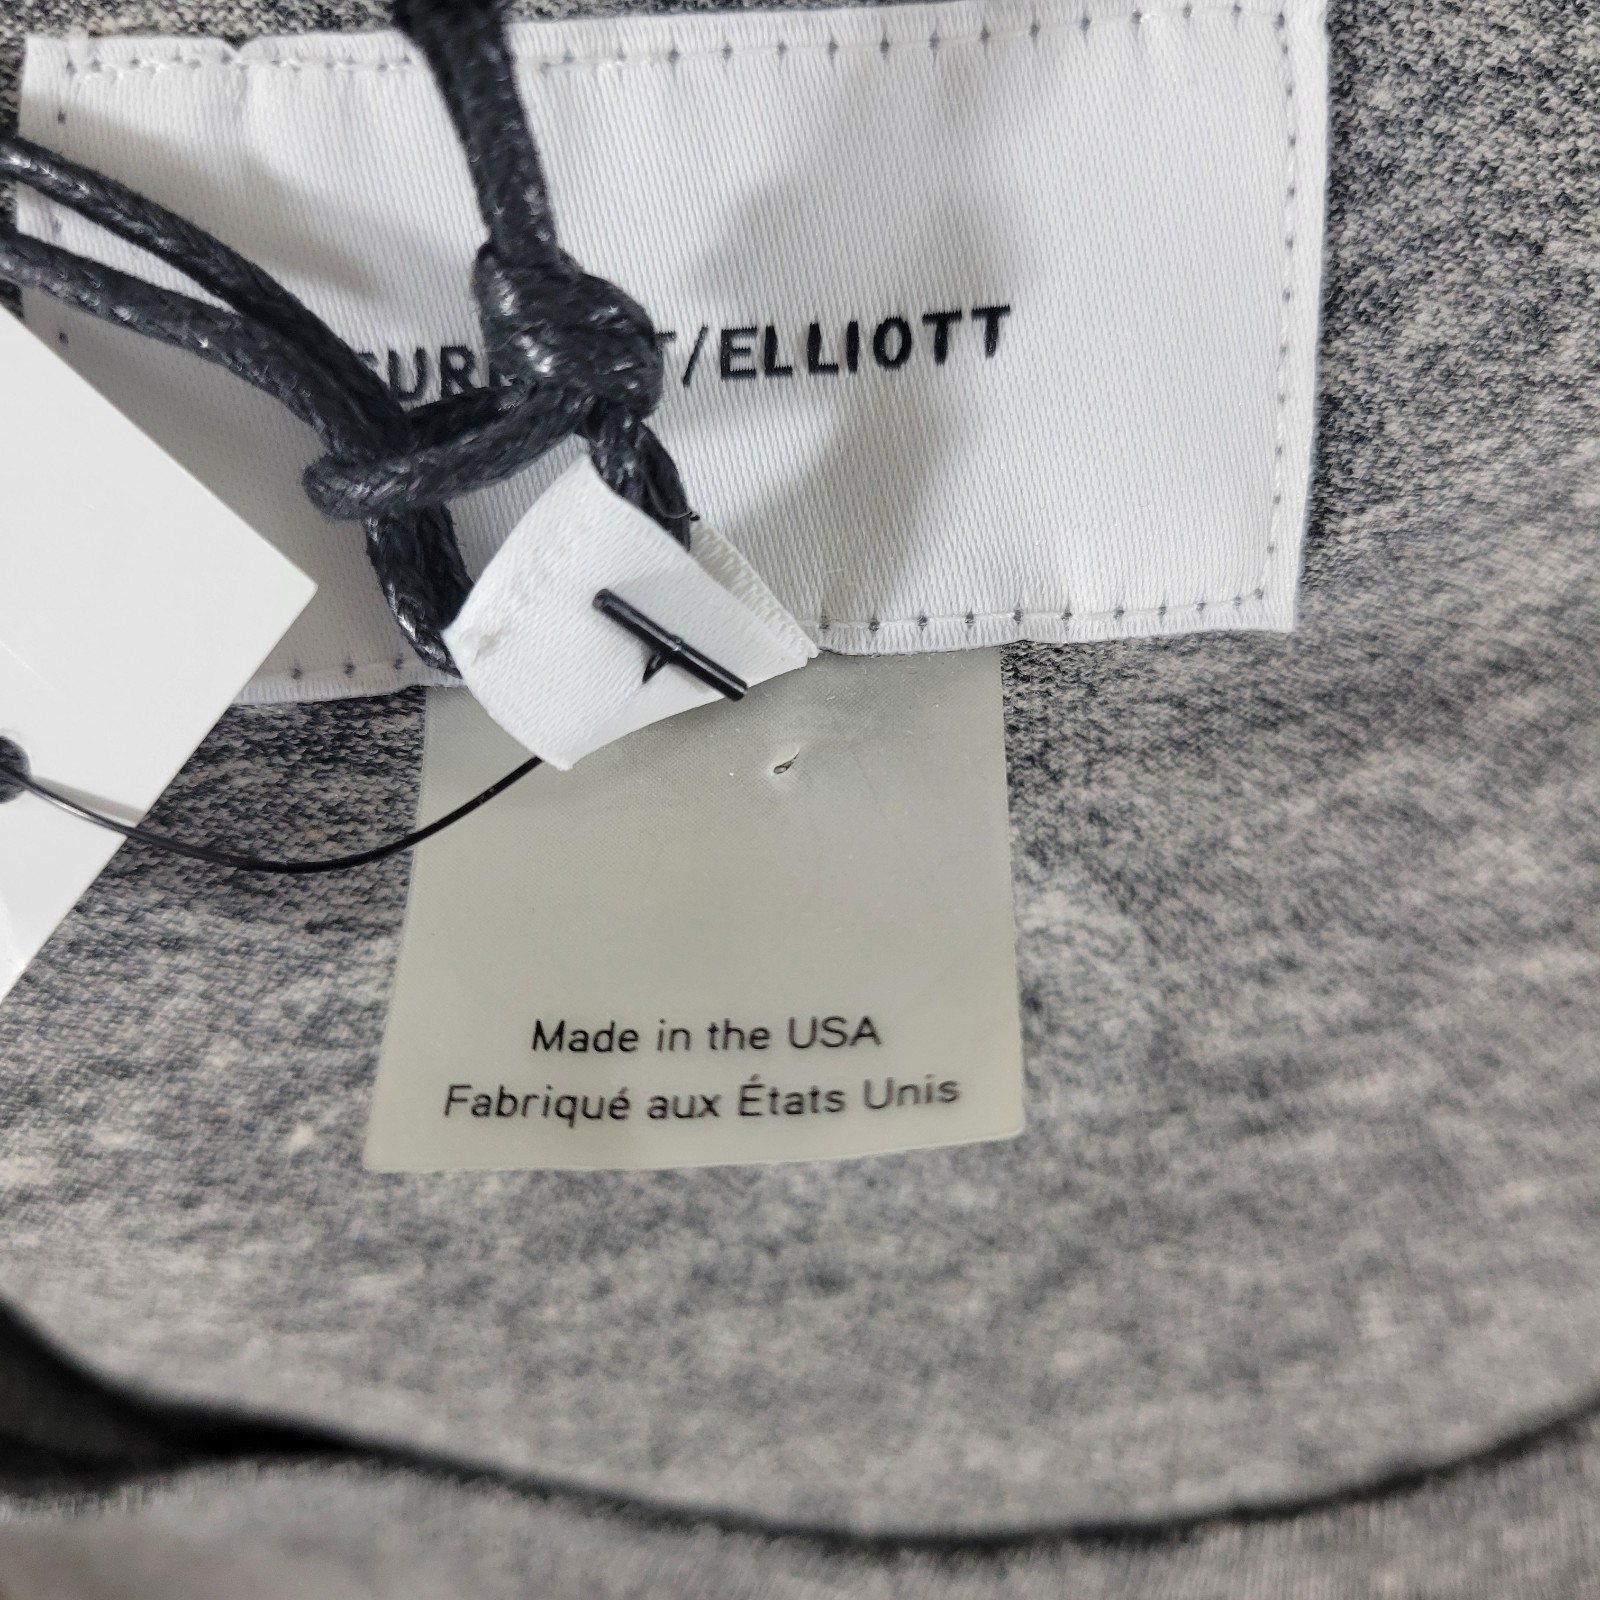 /ELLIOTT
Made in the USA
Fabriqué aux États Unis